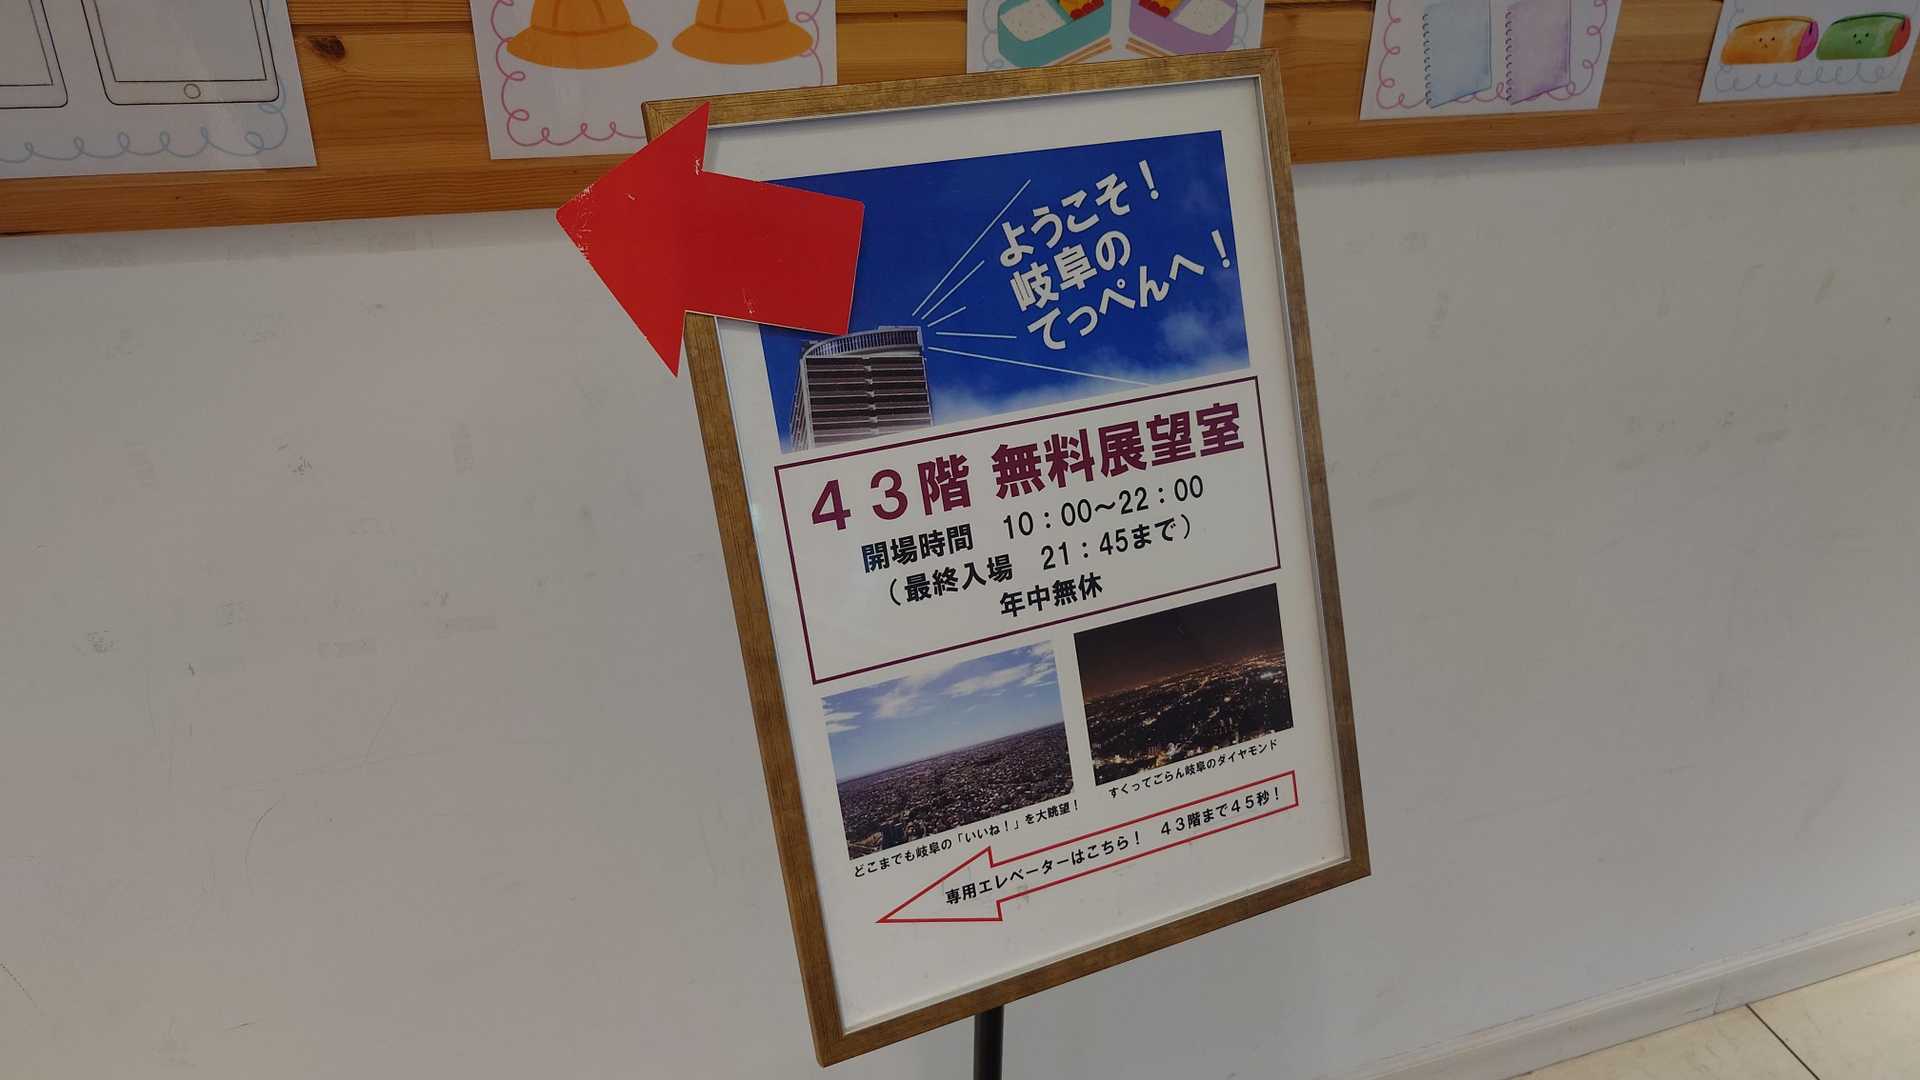 ようこそ！
岐阜の
てっぺんへ！
４３階 無料展望室
開場時間　10：00～22：00
（最終入場　21：45まで）
年中無休
どこまでも岐阜の「いいね！」を大眺望！
すくってごらん岐阜のダイヤモンド
専用エレベーターはこちら！　４３階まで４５秒！